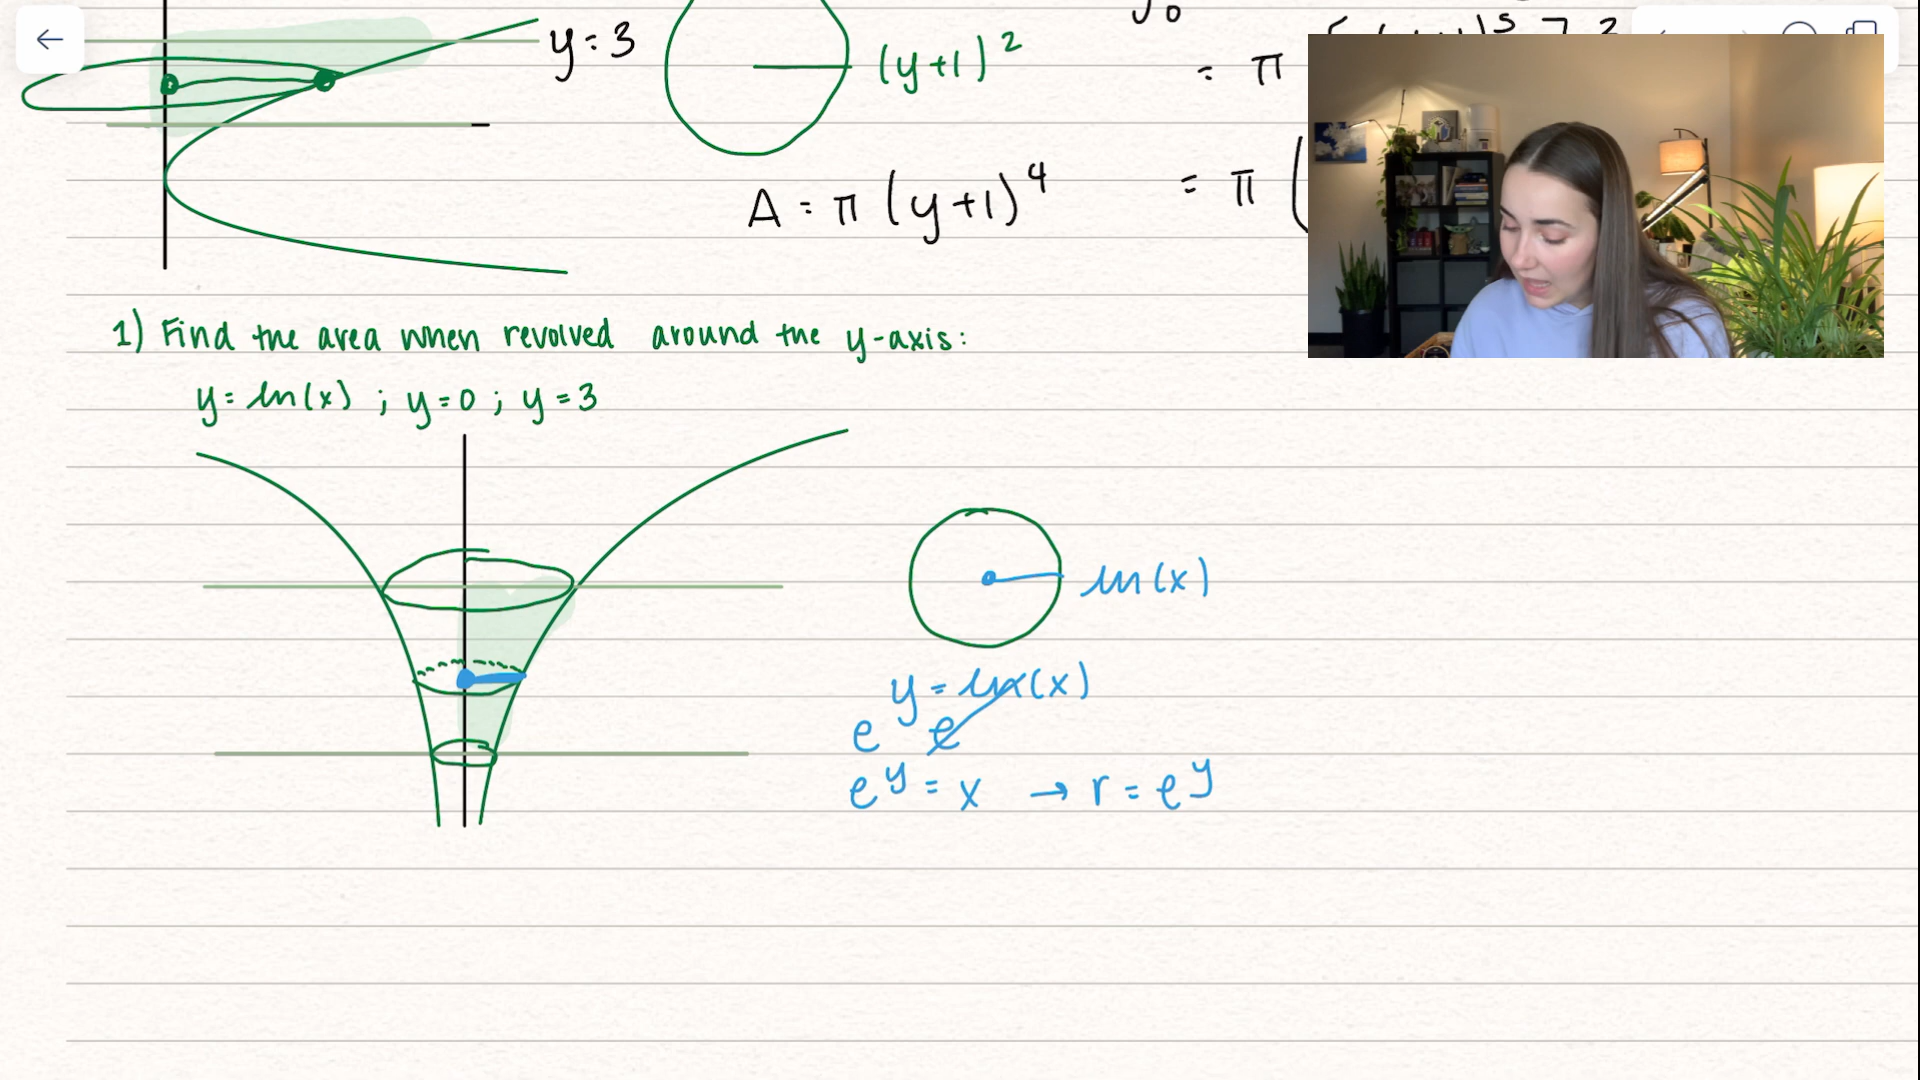 y=3
(y+1)²
= π
A = π (y+1)⁴
= π (
1) Find the area when revolved around the y-axis:
y = ln(x) ; y=0 ; y=3
ln(x)
y = ln(x)
e e
e^y = x → r = e^y